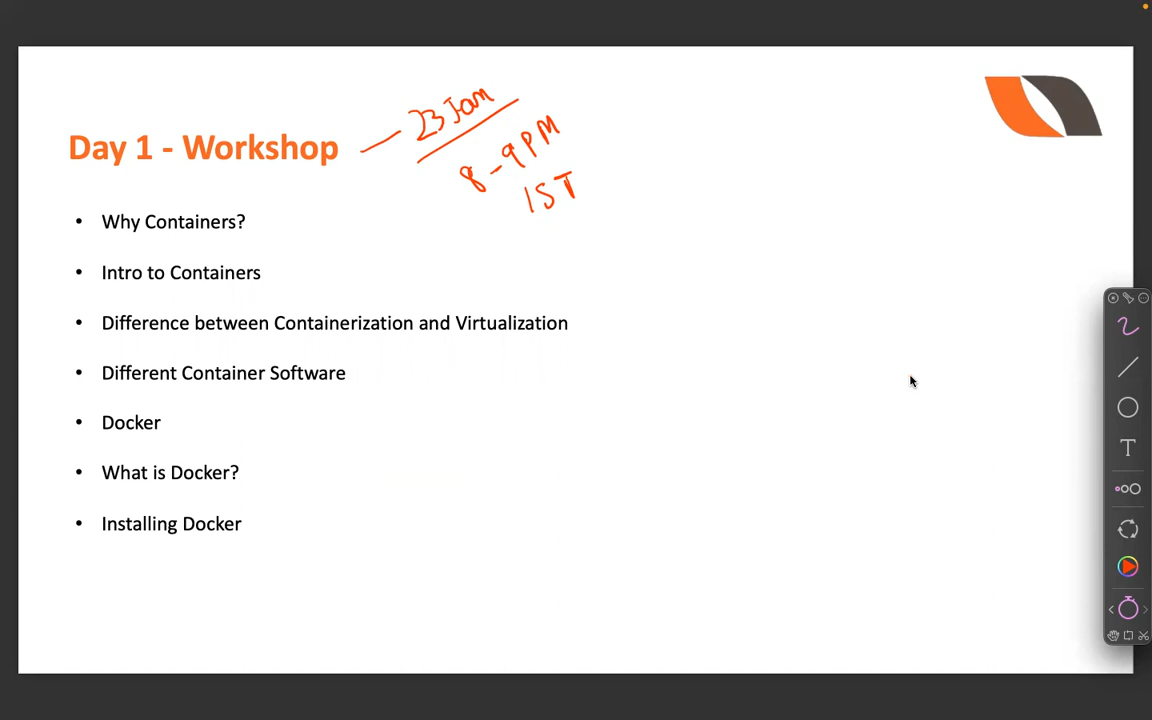 Day 1 - Workshop
23 Jan
8-9PM
IST
• Why Containers?
• Intro to Containers
• Difference between Containerization and Virtualization
• Different Container Software
• Docker
• What is Docker?
• Installing Docker
T